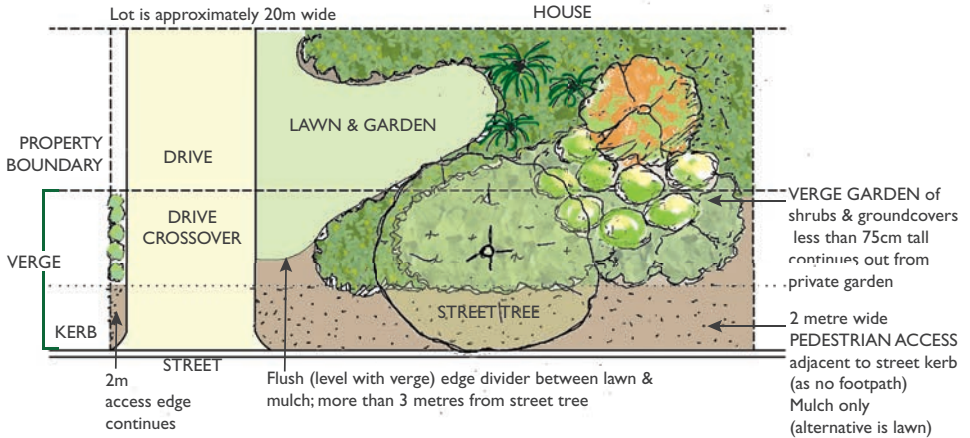 Lot is approximately 20m wide
HOUSE
LAWN & GARDEN
PROPERTY
BOUNDARY
DRIVE
DRIVE
CROSSOVER
VERGE
KERB
STREET TREE
STREET
VERGE GARDEN of
shrubs & groundcovers
less than 75cm tall
continues out from
private garden
2 metre wide
PEDESTRIAN ACCESS
adjacent to street kerb
(as no footpath)
Mulch only
(alternative is lawn)
2m
access edge
continues
Flush (level with verge) edge divider between lawn &
mulch; more than 3 metres from street tree